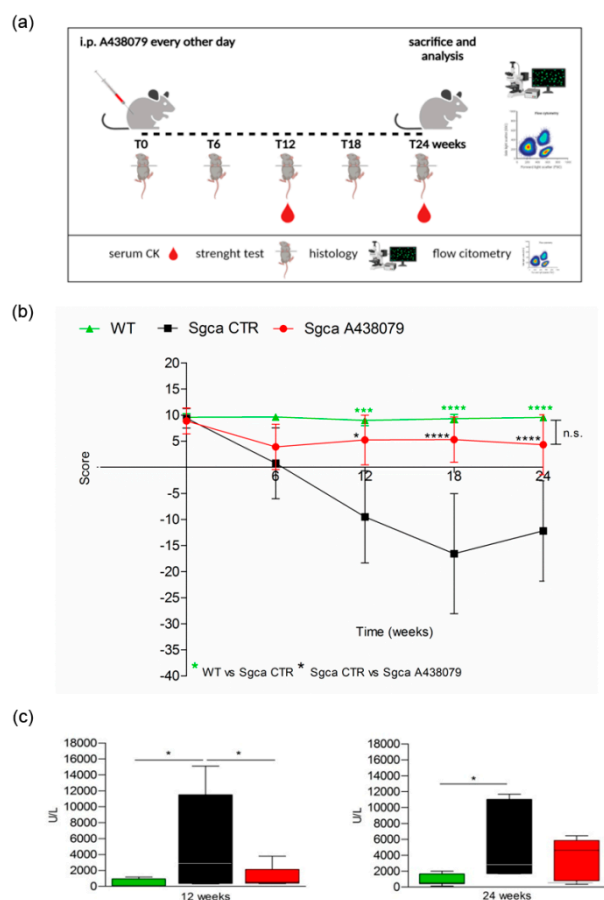 (a)
i.p. A438079 every other day
sacrifice and
analysis
T0
T6
T12
T18
T24 weeks
serum CK
strenght test
histology
flow citometry
(b)
WT
Sgca CTR
Sgca A438079
20
15
10
5
-5
-10
-15
-20
-25
-30
-35
-40
Score
6
12
18
24
***
****
****
*
****
****
n.s.
Time (weeks)
* WT vs Sgca CTR * Sgca CTR vs Sgca A438079
(c)
18000
16000
14000
12000
10000
8000
6000
4000
2000
0
U/L
*
*
12 weeks
18000
16000
14000
12000
10000
8000
6000
4000
2000
0
U/L
*
24 weeks